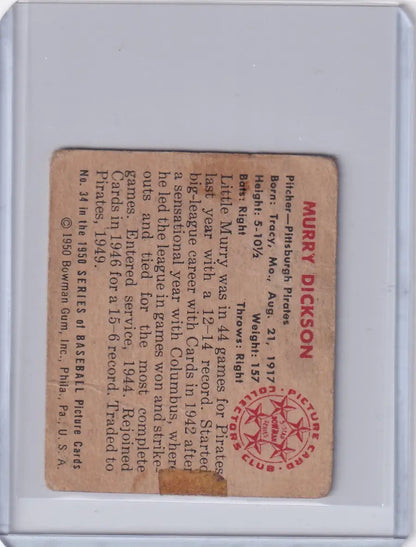 MURRY DICKSON
Pitcher—Pittsburgh Pirates
Born: Tracy, Mo., Aug. 21, 1917
Height: 5-10½ Weight: 157
Bats: Right Throws: Right
Little Murry was in 44 games for Pirates
last year with a 12-14 record. Started
big-league career with Cards in 1942 after
a sensational year with Columbus, where
he led the league in games won and strike-
outs and tied for the most complete
games. Entered service, 1944. Rejoined
Cards in 1946 for a 15-6 record. Traded to
Pirates, 1949.
No. 34 in the 1950 SERIES of BASEBALL Picture Cards
© 1950 Bowman Gum, Inc., Phila., Pa., U. S. A.
PICTURE CARD
COLLECTORS CLUB
BOWMAN